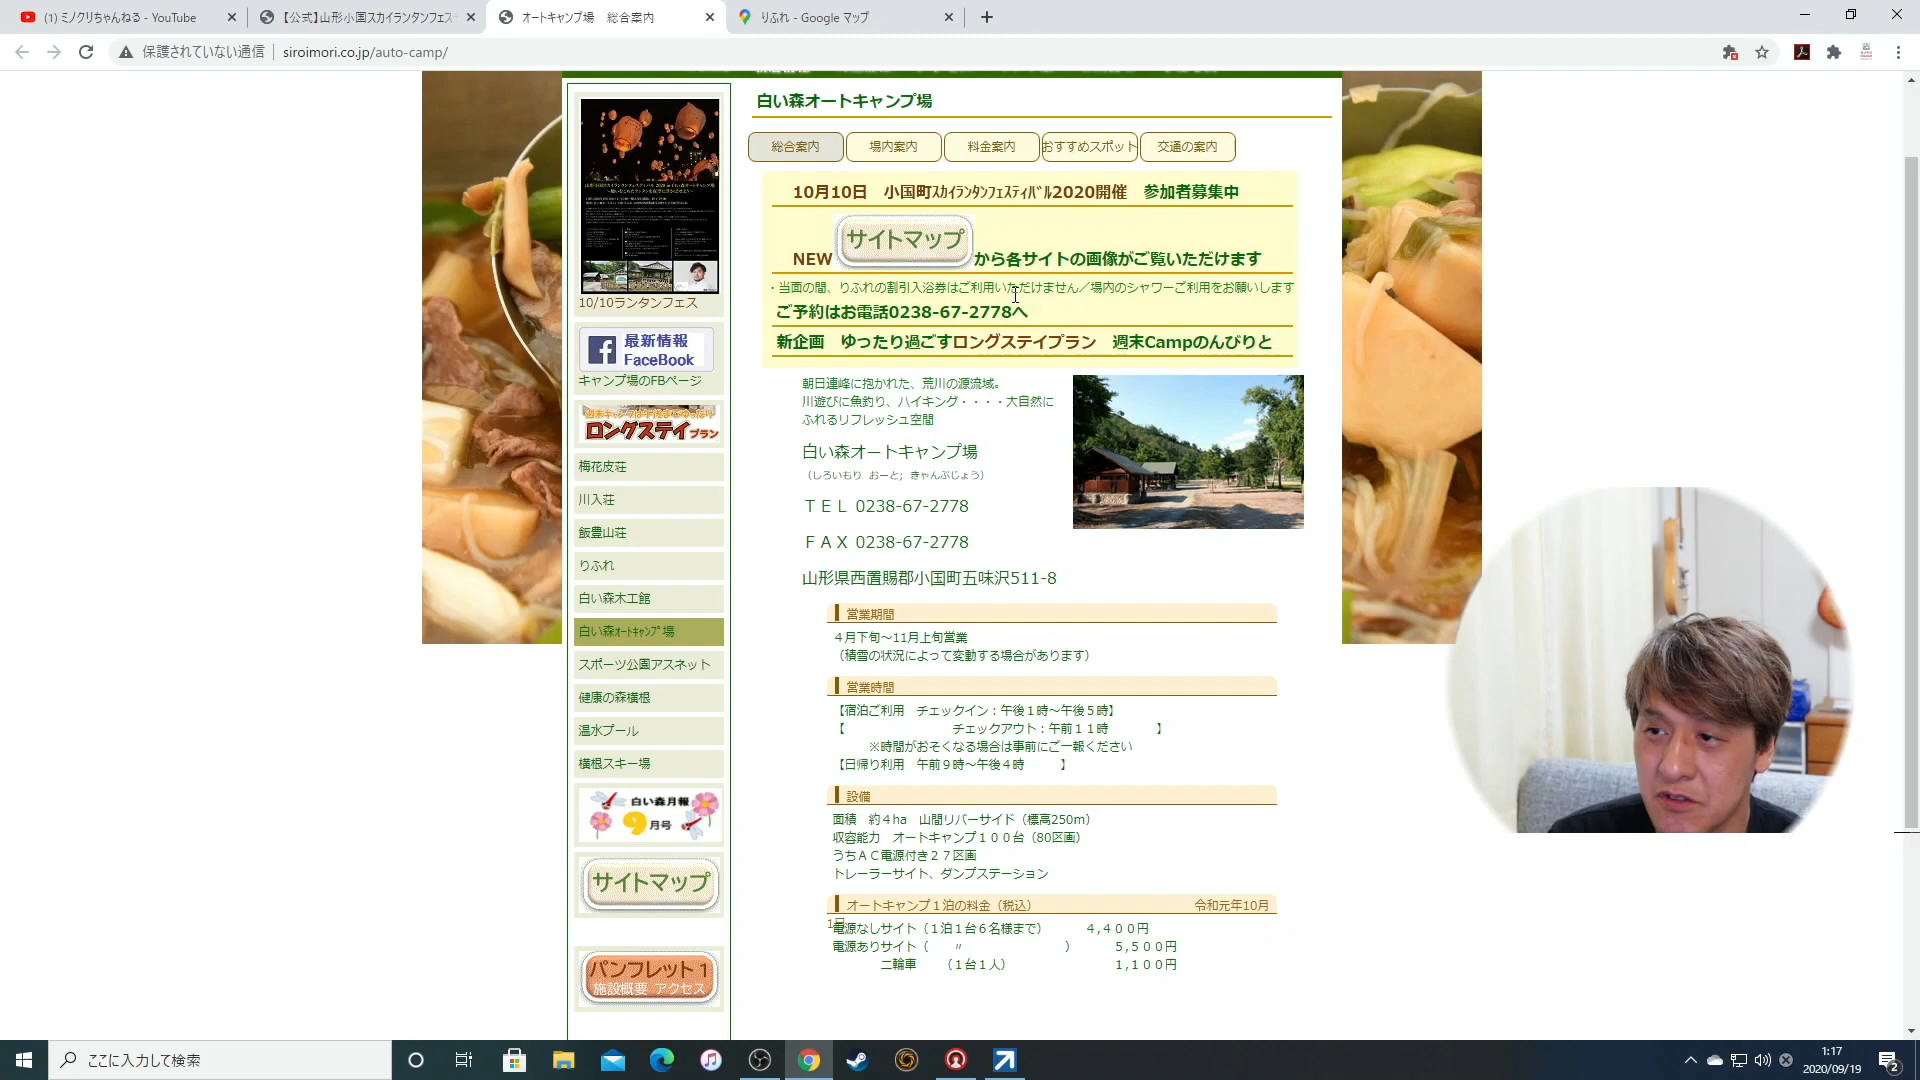 (1) ミノクリちゃんねる - YouTube
【公式】山形小国スカイランタンフェス
オートキャンプ場　総合案内
りふれ - Google マップ
保護されていない通信
siroimori.co.jp/auto-camp/
10/10ランタンフェス
最新情報
FaceBook
キャンプ場のFBページ
ロングステイプラン
梅花皮荘
川入荘
飯豊山荘
りふれ
白い森木工館
白い森ｵｰﾄｷｬﾝﾌﾟ場
スポーツ公園アスネット
健康の森横根
温水プール
横根スキー場
白い森月報
9月号
サイトマップ
パンフレット1
施設概要 アクセス
白い森オートキャンプ場
総合案内
場内案内
料金案内
おすすめスポット
交通の案内
10月10日　小国町ｽｶｲﾗﾝﾀﾝﾌｪｽﾃｨﾊﾞﾙ2020開催　参加者募集中
NEW サイトマップ から各サイトの画像がご覧いただけます
・当面の間、りふれの割引入浴券はご利用いただけません／場内のシャワーご利用をお願いします
ご予約はお電話0238-67-2778へ
新企画　ゆったり過ごすロングステイプラン　週末Campのんびりと
朝日連峰に抱かれた、荒川の源流域。
川遊びに魚釣り、ハイキング・・・・大自然に
ふれるリフレッシュ空間
白い森オートキャンプ場
（しろいもり おーと; きゃんぷじょう）
ＴＥＬ 0238-67-2778
ＦＡＸ 0238-67-2778
山形県西置賜郡小国町五味沢511-8
営業期間
４月下旬～11月上旬営業
（積雪の状況によって変動する場合があります）
営業時間
【宿泊ご利用　チェックイン：午後１時～午後５時】
【　　　　　　　　　チェックアウト：午前１１時　　　　】
※時間がおそくなる場合は事前にご一報ください
【日帰り利用　午前９時～午後４時　　　】
設備
面積　約４ha　山間リバーサイド（標高250m）
収容能力　オートキャンプ１００台（80区画）
うちＡＣ電源付き２７区画
トレーラーサイト、ダンプステーション
オートキャンプ１泊の料金（税込）　令和元年10月
1日
電源なしサイト（１泊１台６名様まで）　４,４００円
電源ありサイト（　　〃　　　　　　　　）　５,５００円
二輪車　（１台１人）　１,１００円
ここに入力して検索
1:17
2020/09/19
2